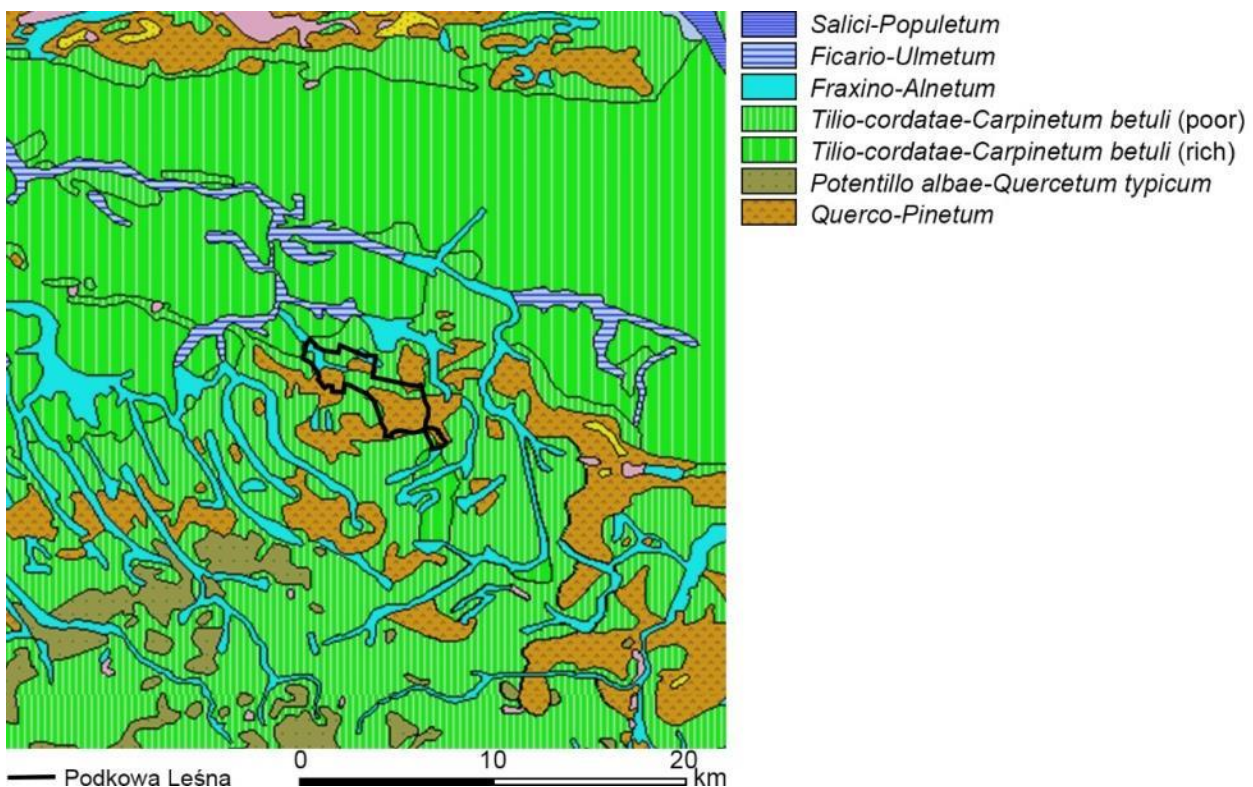 Salici-Populetum
Ficario-Ulmetum
Fraxino-Alnetum
Tilio-cordatae-Carpinetum betuli (poor)
Tilio-cordatae-Carpinetum betuli (rich)
Potentillo albae-Quercetum typicum
Querco-Pinetum
Podkowa Leśna
0 10 20
km